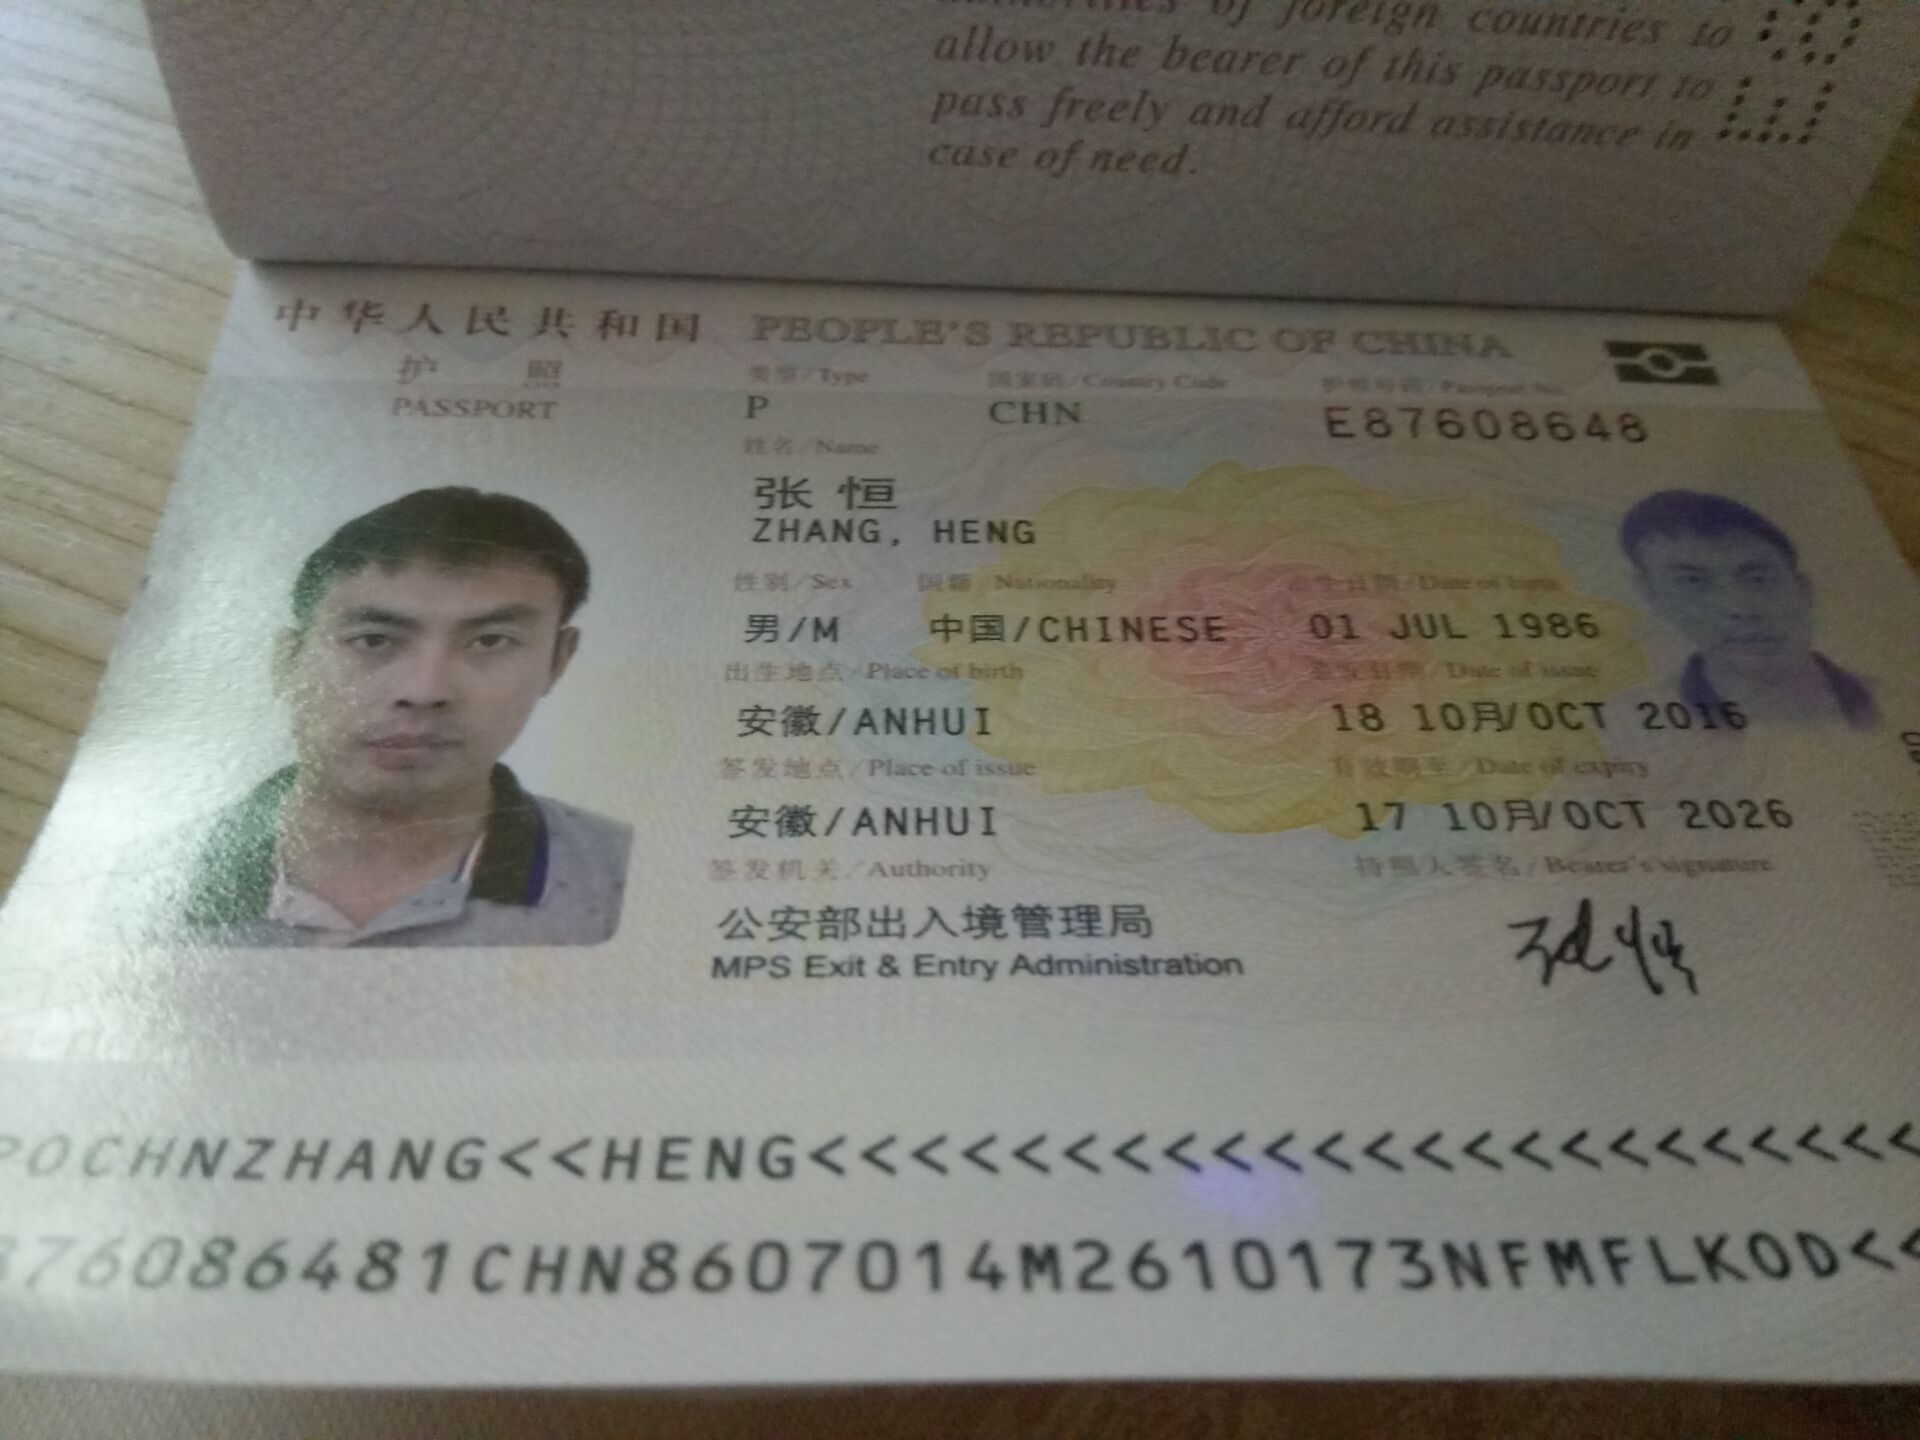 authorities of foreign countries to
allow the bearer of this passport to
pass freely and afford assistance in
case of need.
中华人民共和国 PEOPLE'S REPUBLIC OF CHINA
护照 类型/Type 国家码/Country Code 护照号码/Passport No.
PASSPORT P CHN E87608648
姓名/Name
张恒
ZHANG, HENG
性别/Sex 国籍/Nationality 出生日期/Date of birth
男/M 中国/CHINESE 01 JUL 1986
出生地点/Place of birth 签发日期/Date of issue
安徽/ANHUI 18 10月/OCT 2016
签发地点/Place of issue 有效期至/Date of expiry
安徽/ANHUI 17 10月/OCT 2026
签发机关/Authority 持照人签名/Bearer's signature
公安部出入境管理局
MPS Exit & Entry Administration
张恒
POCHNZHANG<<HENG<<<<<<<<<<<<<<<<<<<<<<<
876086481CHN8607014M2610173NFMFLKOD<<